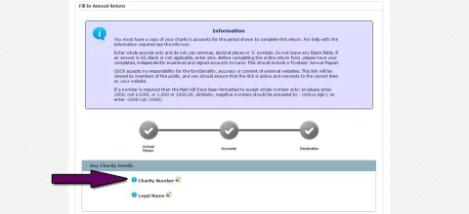 Fill In Annual Return
Information
You must have a copy of your charity's accounts for the period shown to complete this return. For help with the
information required see the info icon.
Enter whole pounds only and do not use commas, decimal places or '£' symbols. Do not leave any blank fields, if
an answer is nil, blank or not applicable, enter zero. Before completing the online return form, please have your
completed, independently examined and signed accounts to hand. This should include a Trustees' Annual Report.
OSCR accepts no responsibility for the functionality, accuracy or content of external websites. This link will be
viewed by members of the public, and you should ensure that the link is active and connects to the correct item
on your website.
If a number is required then the field will have been formatted to accept whole number only; so please enter
1000, not £1000, or 1,000 or 1000.00. Similarly, negative numbers should be preceded by - (minus sign) so
enter -1000 not (1000)
Annual
Return
Accounts
Declaration
Key Charity Details
Charity Number
Legal Name